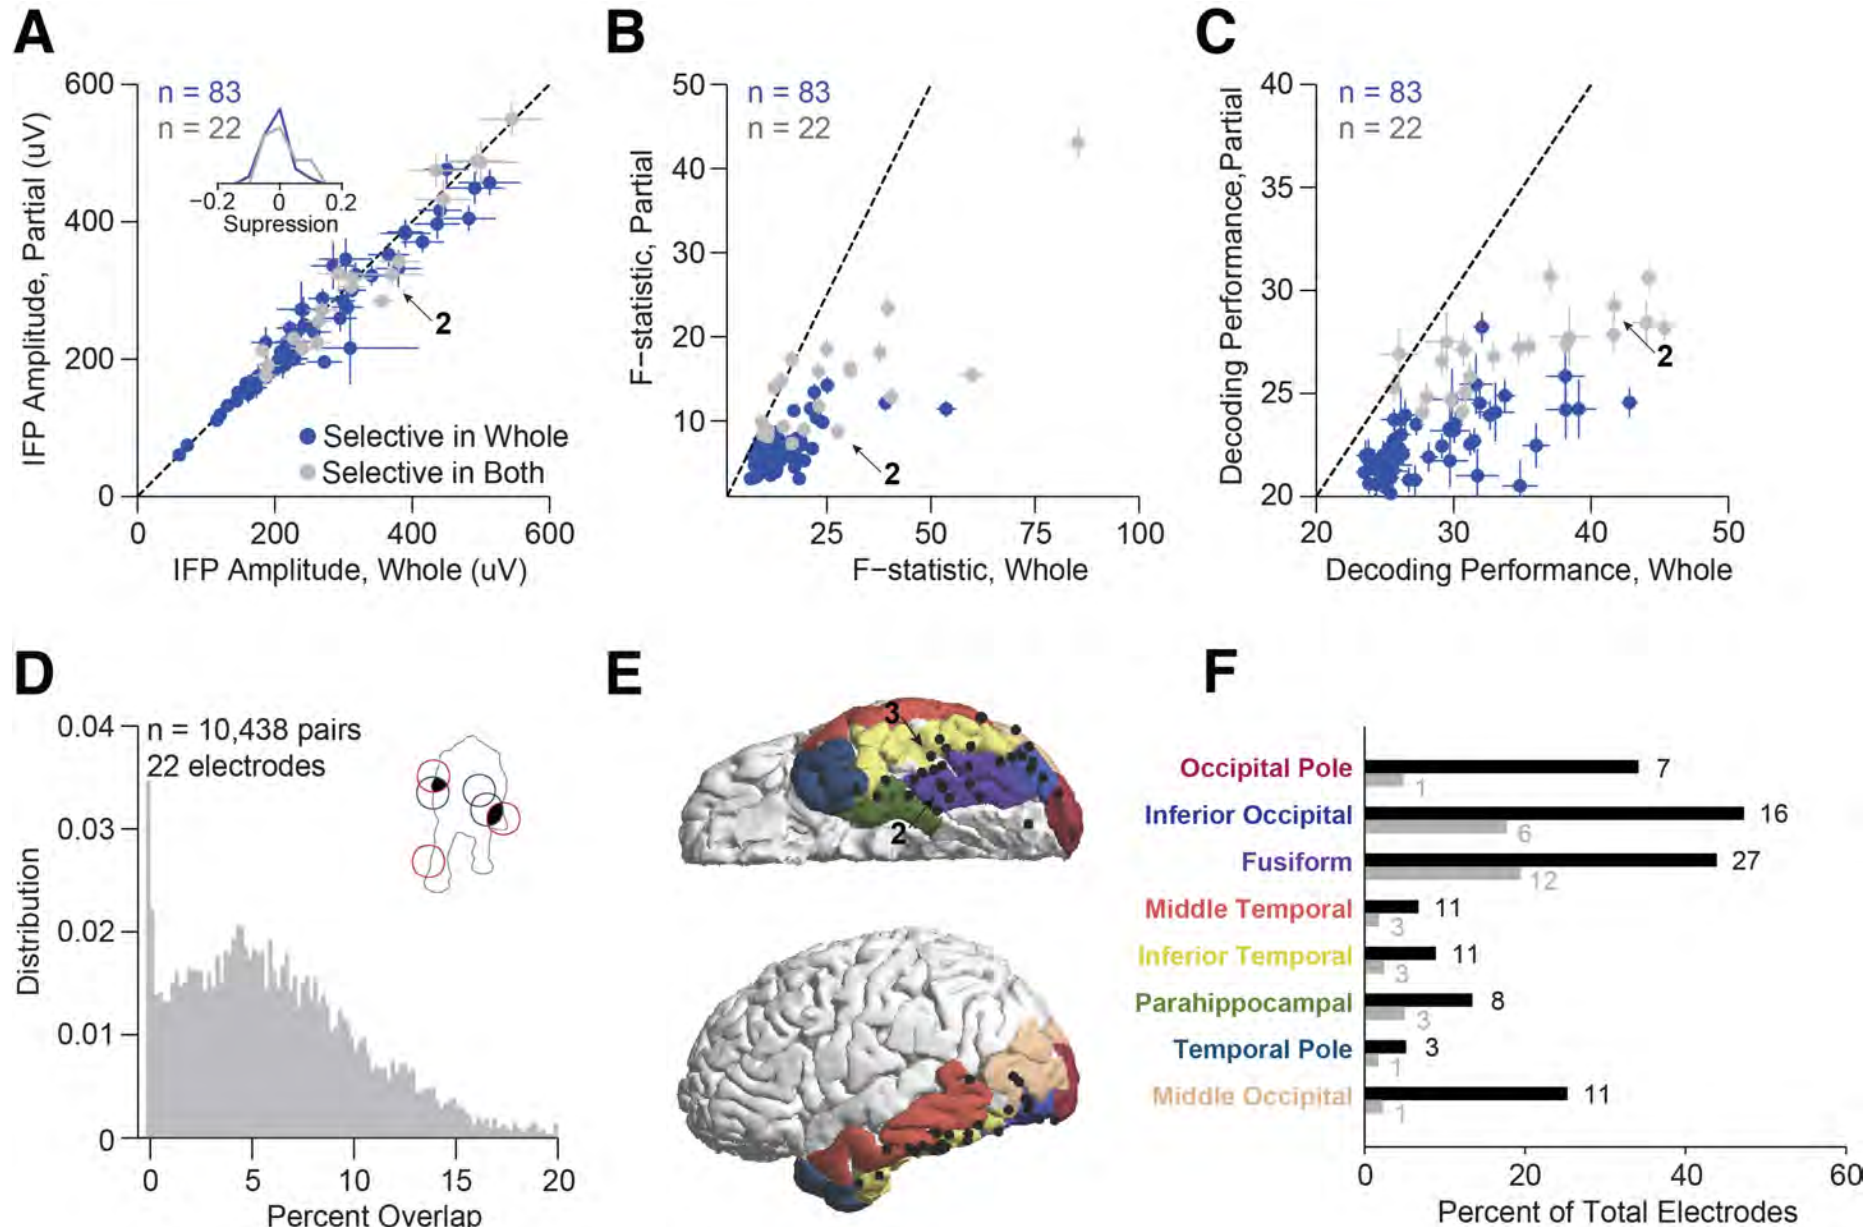 A
600
400
200
0
0
200
400
600
IFP Amplitude, Partial (uV)
IFP Amplitude, Whole (uV)
n = 83
n = 22
−0.2
0
0.2
Supression
2
Selective in Whole
Selective in Both
B
50
40
30
20
10
25
50
75
100
F−statistic, Partial
F−statistic, Whole
n = 83
n = 22
2
C
40
35
30
25
20
20
30
40
50
Decoding Performance,Partial
Decoding Performance, Whole
n = 83
n = 22
2
D
0.04
0.03
0.02
0.01
0
0
5
10
15
20
Distribution
Percent Overlap
n = 10,438 pairs
22 electrodes
E
3
2
F
Occipital Pole
7
1
Inferior Occipital
16
6
Fusiform
27
12
Middle Temporal
11
3
Inferior Temporal
11
3
Parahippocampal
8
3
Temporal Pole
3
1
Middle Occipital
11
1
0
20
40
60
Percent of Total Electrodes